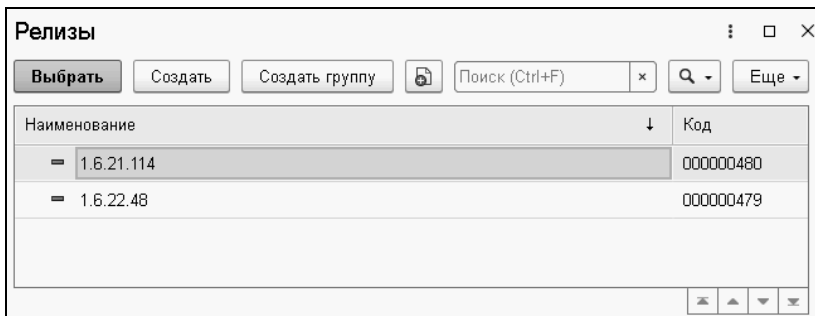 Релизы
Выбрать Создать Создать группу Поиск (Ctrl+F) × Еще
Наименование ↓ Код
1.6.21.114 000000480
1.6.22.48 000000479